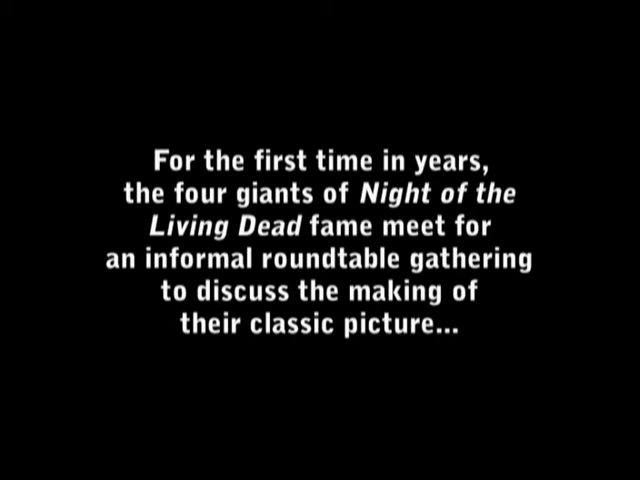 For the first time in years,
the four giants of Night of the
Living Dead fame meet for
an informal roundtable gathering
to discuss the making of
their classic picture...